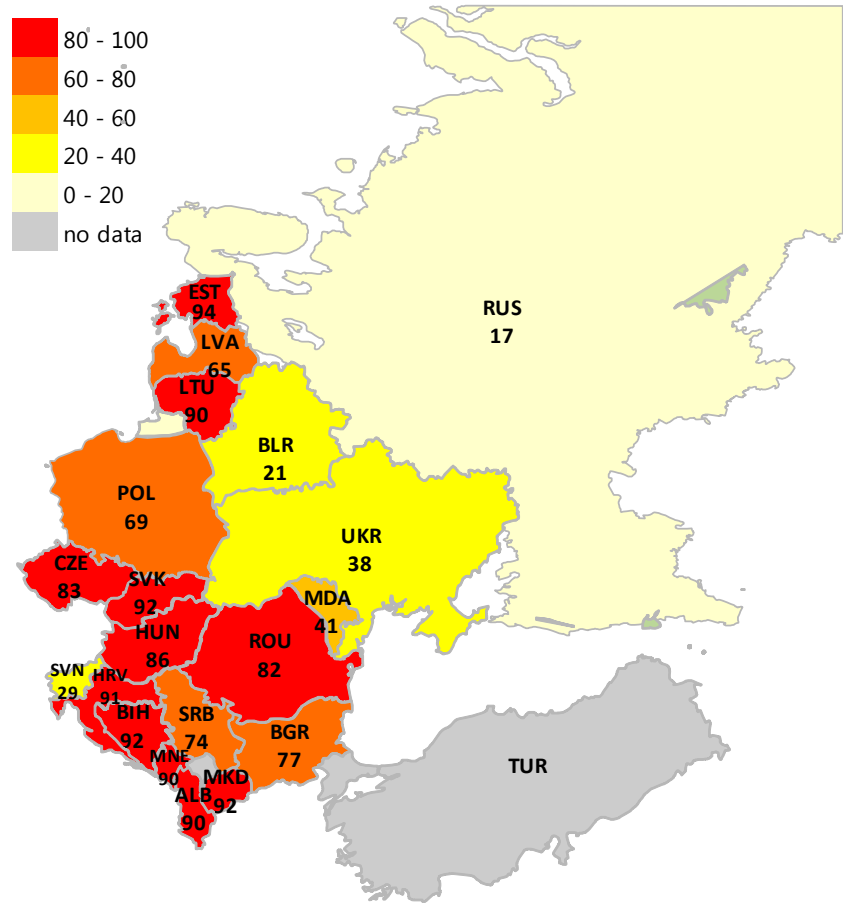 80 - 100
60 - 80
40 - 60
20 - 40
0 - 20
no data
EST
94
RUS
17
LVA
65
LTU
90
BLR
21
POL
69
UKR
38
CZE
83
SVK
92
MDA
41
HUN
86
ROU
82
SVN
29
HRV
91
BIH
92
SRB
74
BGR
77
MNE
90
MKD
92
ALB
90
TUR